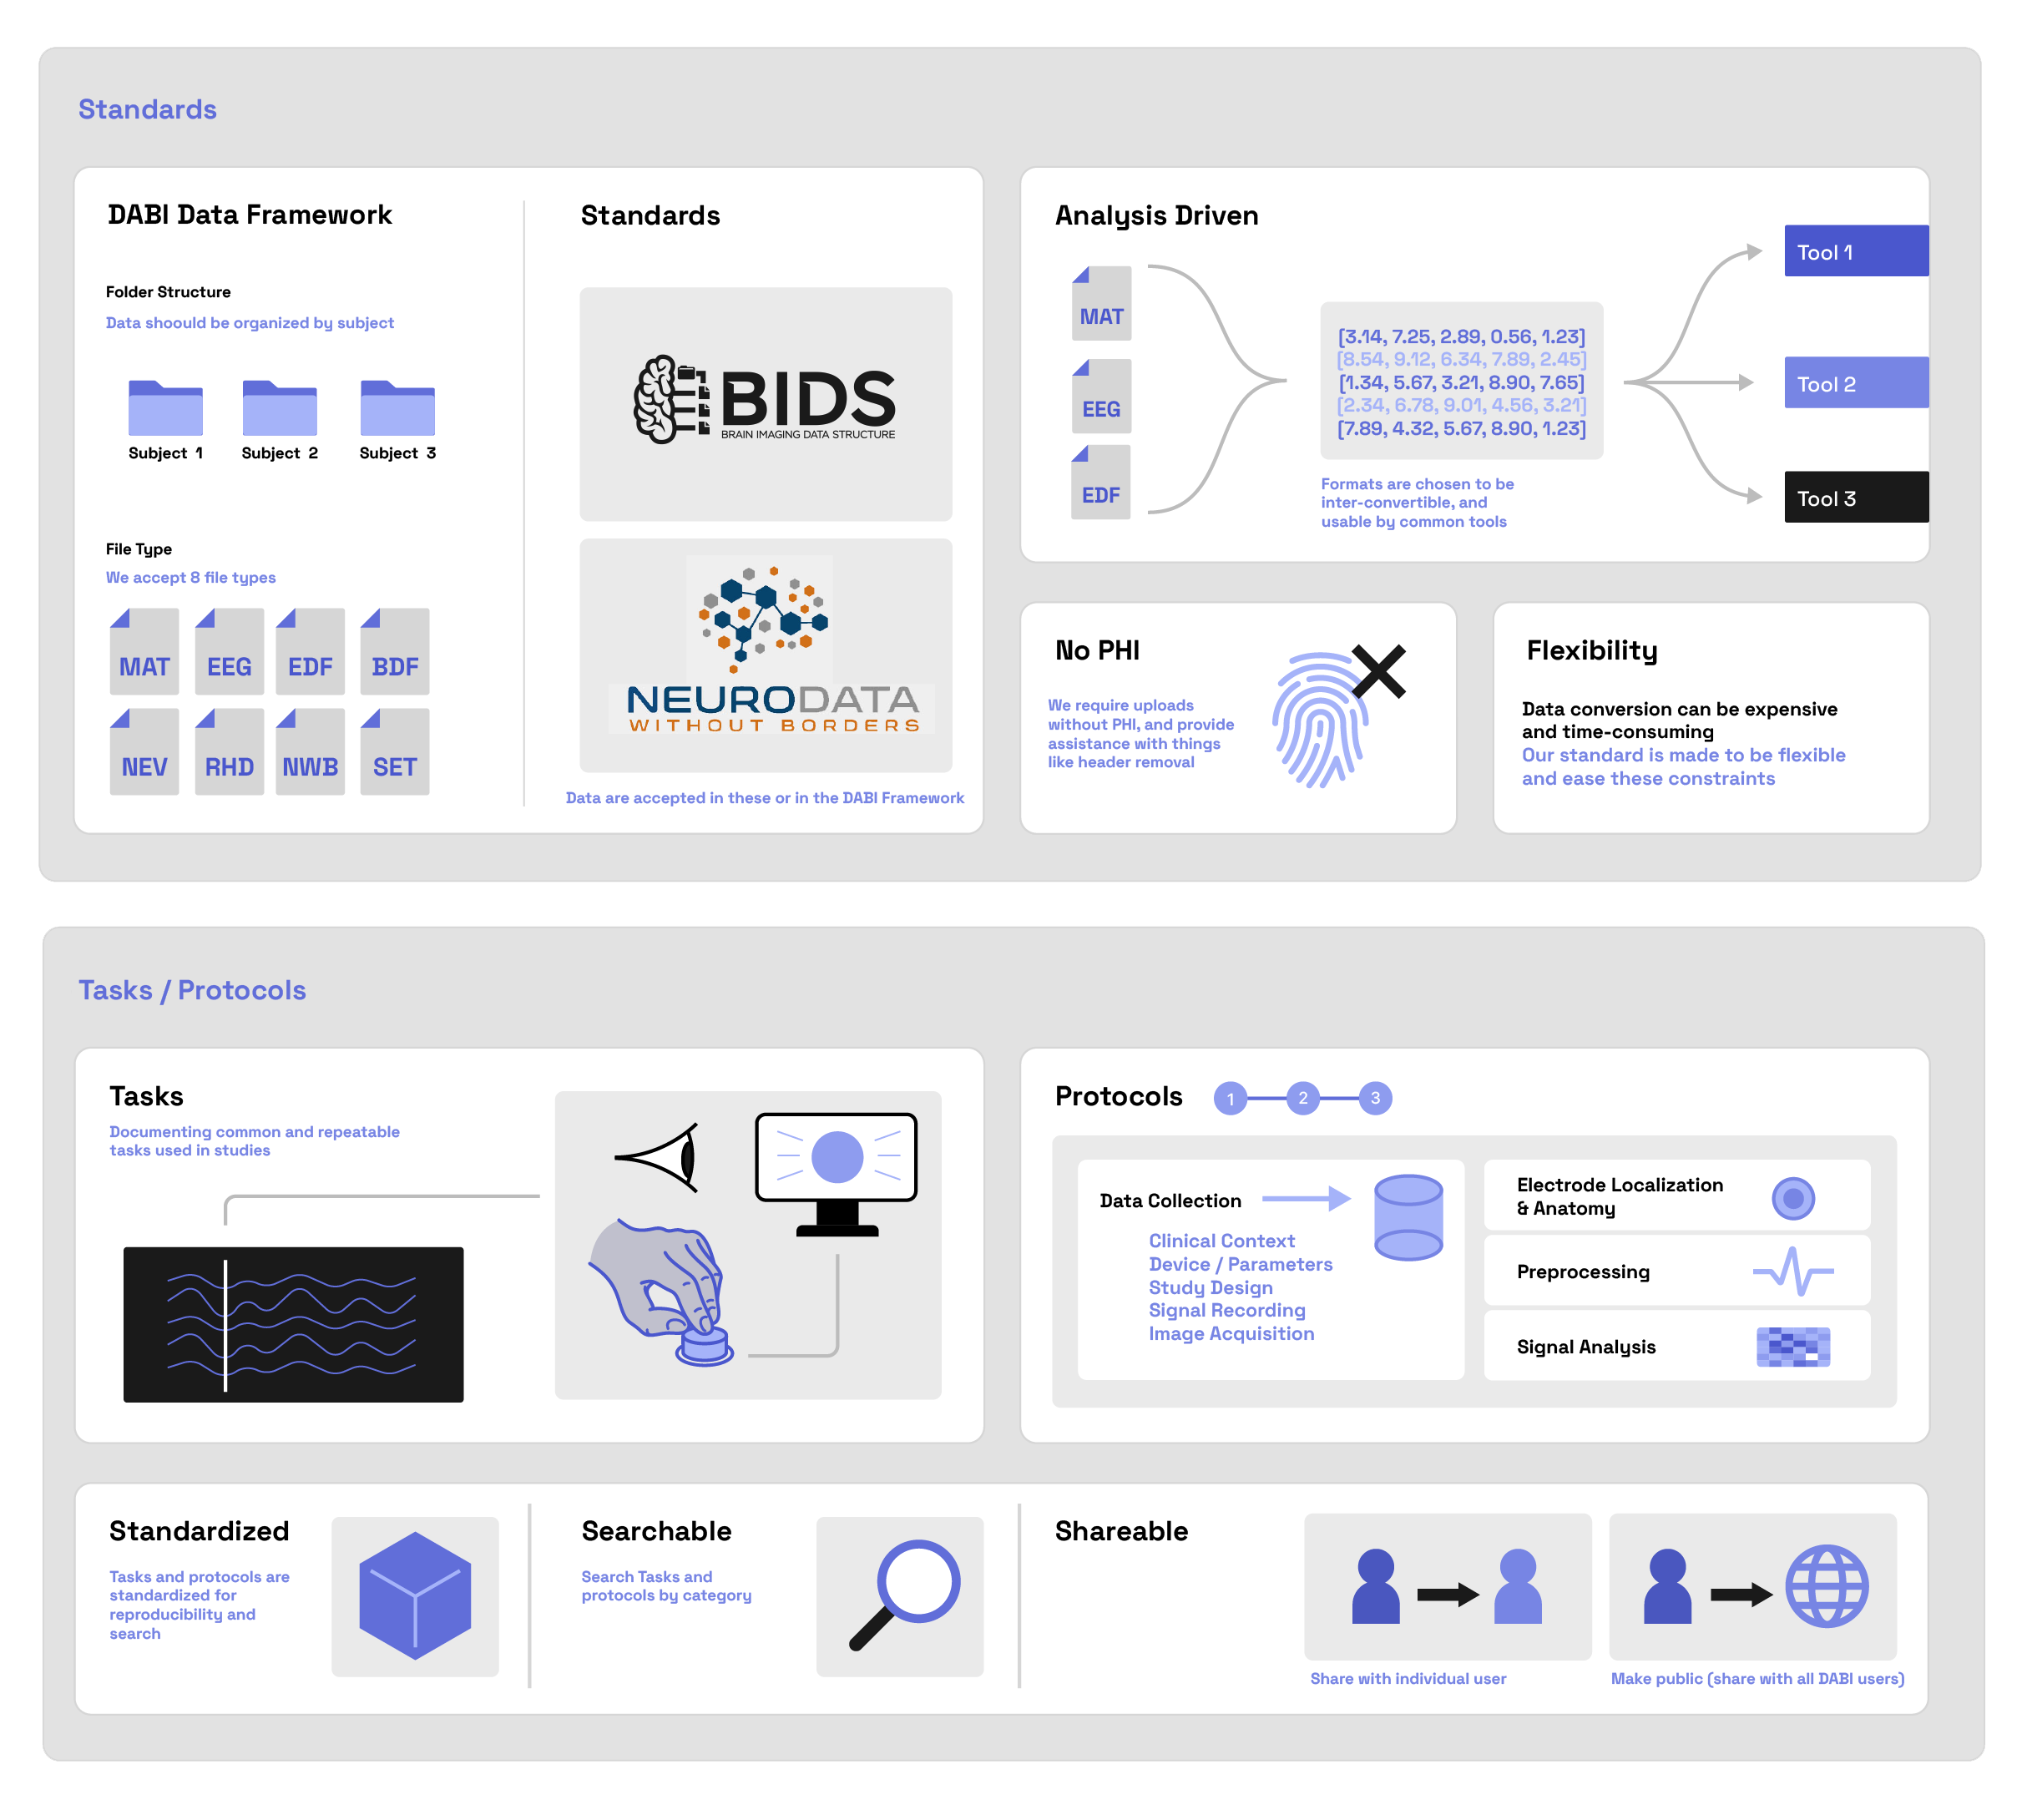 Standards
DABI Data Framework
Folder Structure
Data shoould be organized by subject
Subject 1
Subject 2
Subject 3
File Type
We accept 8 file types
MAT
EEG
EDF
BDF
NEV
RHD
NWB
SET
Standards
BIDS
BRAIN IMAGING DATA STRUCTURE
NEURODATA
WITHOUT BORDERS
Data are accepted in these or in the DABI Framework
Analysis Driven
MAT
EEG
EDF
[3.14, 7.25, 2.89, 0.56, 1.23]
[8.54, 9.12, 6.34, 7.89, 2.45]
[1.34, 5.67, 3.21, 8.90, 7.65]
[2.34, 6.78, 9.01, 4.56, 3.21]
[7.89, 4.32, 5.67, 8.90, 1.23]
Formats are chosen to be
inter-convertible, and
usable by common tools
Tool 1
Tool 2
Tool 3
No PHI
We require uploads
without PHI, and provide
assistance with things
like header removal
Flexibility
Data conversion can be expensive
and time-consuming
Our standard is made to be flexible
and ease these constraints
Tasks / Protocols
Tasks
Documenting common and repeatable
tasks used in studies
Protocols
1
2
3
Data Collection
Clinical Context
Device / Parameters
Study Design
Signal Recording
Image Acquisition
Electrode Localization
& Anatomy
Preprocessing
Signal Analysis
Standardized
Tasks and protocols are
standardized for
reproducibility and
search
Searchable
Search Tasks and
protocols by category
Shareable
Share with individual user
Make public (share with all DABI users)